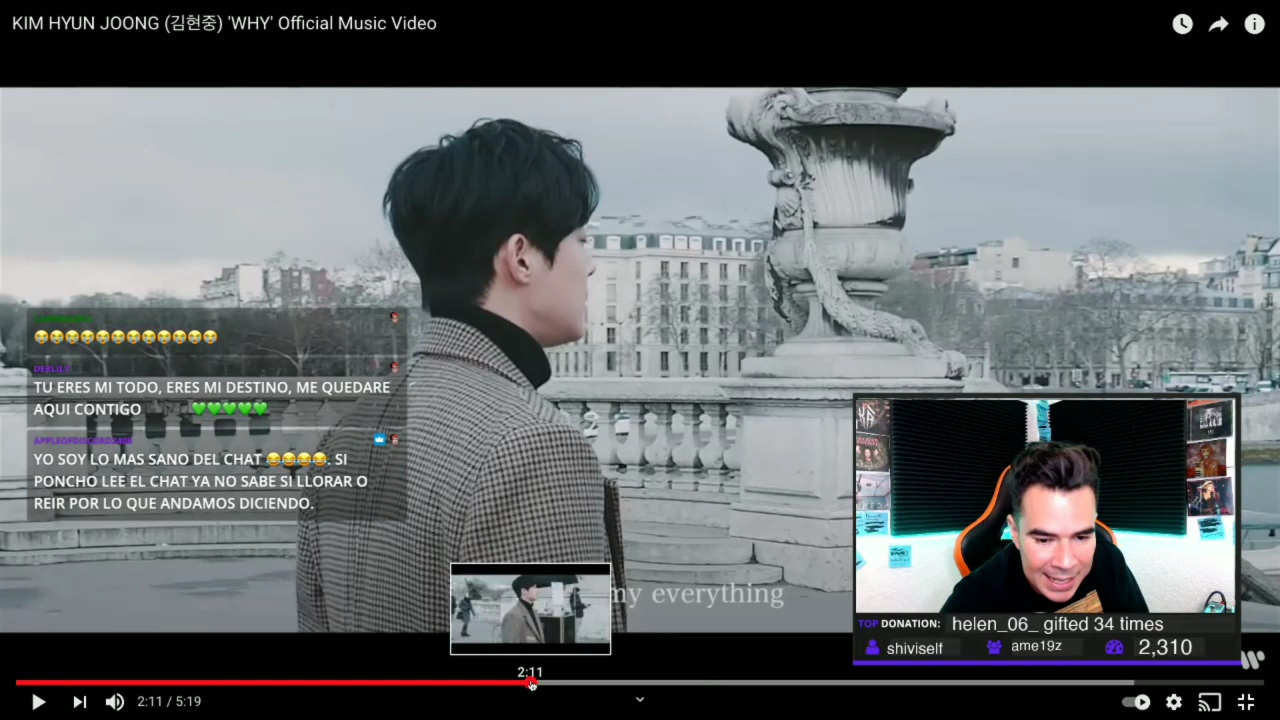 KIM HYUN JOONG (김현중) 'WHY' Official Music Video
DERLILY
TU ERES MI TODO, ERES MI DESTINO, ME QUEDARE
AQUI CONTIGO 💚💚💚💚💚
YO SOY LO MAS SANO DEL CHAT 😂😂😂😂. SI
PONCHO LEE EL CHAT YA NO SABE SI LLORAR O
REIR POR LO QUE ANDAMOS DICIENDO.
my everything
TOP DONATION: helen_06_ gifted 34 times
shiviself ame19z 2,310
2:11
2:11 / 5:19